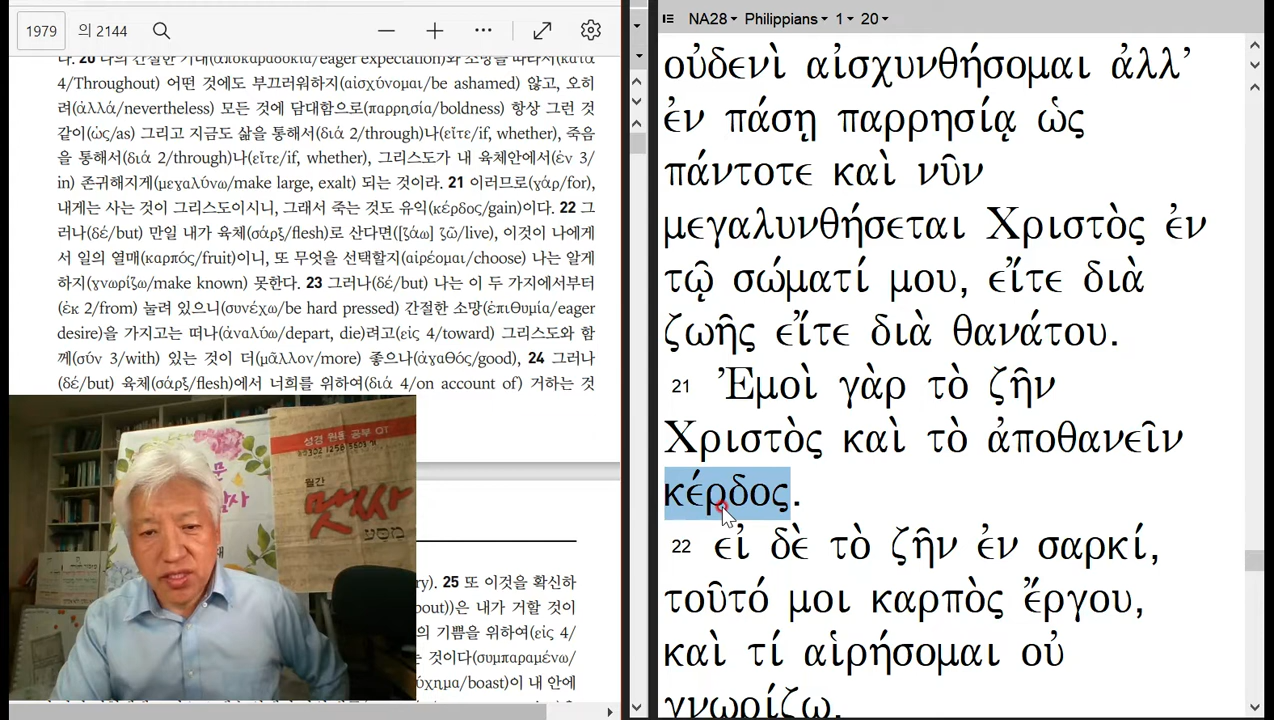 1979 의 2144
다. 20 나의 간절한 기대(ἀποκαραδοκία/eager expectation)와 소망을 따라서(κατά
4/Throughout) 어떤 것에도 부끄러워하지(αἰσχύνομαι/be ashamed) 않고, 오히
려(ἀλλά/nevertheless) 모든 것에 담대함으로(παρρησία/boldness) 항상 그런 것
같이(ὡς/as) 그리고 지금도 삶을 통해서(διά 2/through)나(εἴτε/if, whether), 죽음
을 통해서(διά 2/through)나(εἴτε/if, whether), 그리스도가 내 육체안에서(ἐν 3/
in) 존귀해지게(μεγαλύνω/make large, exalt) 되는 것이라. 21 이러므로(γάρ/for),
내게는 사는 것이 그리스도이시니, 그래서 죽는 것도 유익(κέρδος/gain)이다. 22 그
러나(δέ/but) 만일 내가 육체(σάρξ/flesh)로 산다면([ζάω] ζῶ/live), 이것이 나에게
서 일의 열매(καρπός/fruit)이니, 또 무엇을 선택할지(αἱρέομαι/choose) 나는 알게
하지(γνωρίζω/make known) 못한다. 23 그러나(δέ/but) 나는 이 두 가지에서부터
(ἐκ 2/from) 눌려 있으니(συνέχω/be hard pressed) 간절한 소망(ἐπιθυμία/eager
desire)을 가지고는 떠나(ἀναλύω/depart, die)려고(εἰς 4/toward) 그리스도와 함
께(σύν 3/with) 있는 것이 더(μᾶλλον/more) 좋으나(ἀγαθός/good), 24 그러나
(δέ/but) 육체(σάρξ/flesh)에서 너희를 위하여(διά 4/on account of) 거하는 것
성경 원문 공부 QT
월간
맛싸
מסע
ry). 25 또 이것을 확신하
bout))은 내가 거할 것이
의 기쁨을 위하여(εἰς 4/
는 것이다(συμπαραμένω/
ύχημα/boast)이 내 안에
NA28 Philippians 1 20
οὐδενὶ αἰσχυνθήσομαι ἀλλ’
ἐν πάσῃ παρρησίᾳ ὡς
πάντοτε καὶ νῦν
μεγαλυνθήσεται Χριστὸς ἐν
τῷ σώματί μου, εἴτε διὰ
ζωῆς εἴτε διὰ θανάτου.
21 Ἐμοὶ γὰρ τὸ ζῆν
Χριστὸς καὶ τὸ ἀποθανεῖν
κέρδος.
22 εἰ δὲ τὸ ζῆν ἐν σαρκί,
τοῦτό μοι καρπὸς ἔργου,
καὶ τί αἱρήσομαι οὐ
γνωρίζω.